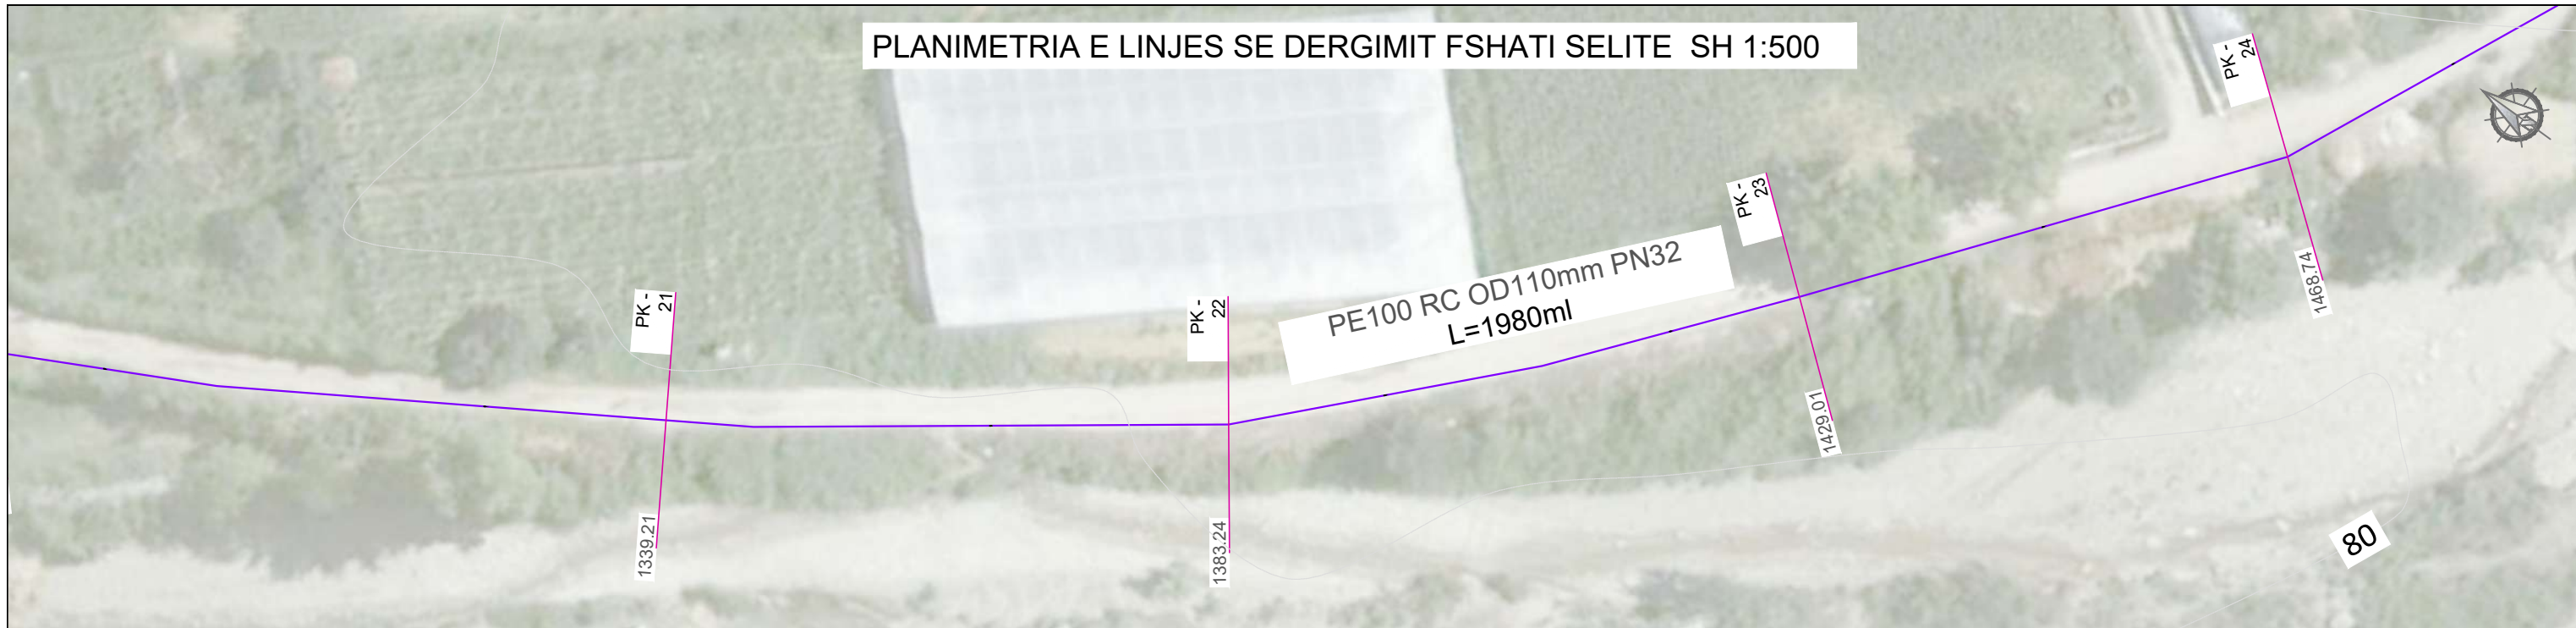 PLANIMETRIA E LINJES SE DERGIMIT FSHATI SELITE SH 1:500
PK -
24
PK -
23
PE100 RC OD110mm PN32
L=1980ml
PK -
21
PK -
22
1468.74
1429.01
1339.21
1383.24
80